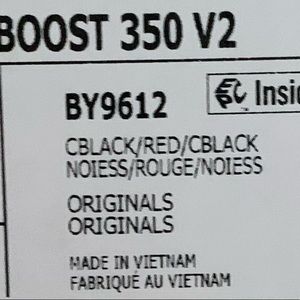 BOOST 350 V2
BY9612
Insi
CBLACK/RED/CBLACK
NOIESS/ROUGE/NOIESS
ORIGINALS
ORIGINALS
MADE IN VIETNAM
FABRIQUÉ AU VIETNAM